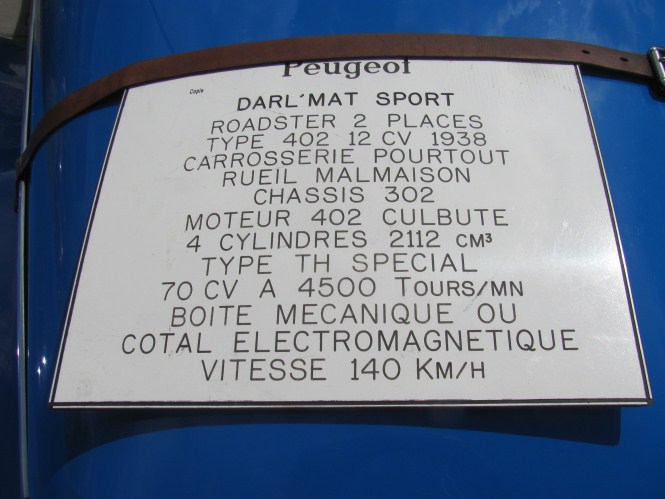 Peugeot
Copie
DARL'MAT SPORT
ROADSTER 2 PLACES
TYPE 402 12 CV 1938
CARROSSERIE POURTOUT
RUEIL MALMAISON
CHASSIS 302
MOTEUR 402 CULBUTE
4 CYLINDRES 2112 CM³
TYPE TH SPECIAL
70 CV A 4500 TOURS/MN
BOITE MECANIQUE OU
COTAL ELECTROMAGNETIQUE
VITESSE 140 KM/H